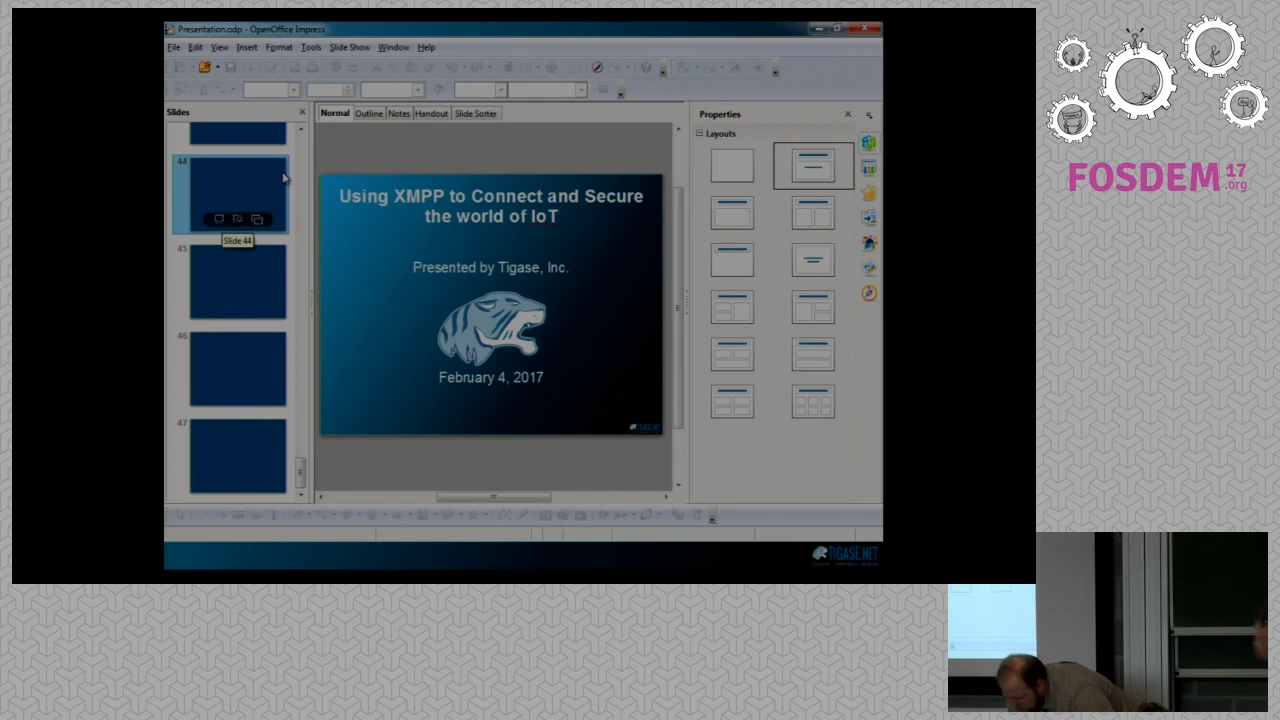 Presentation.odp - OpenOffice Impress
File Edit View Insert Format Tools Slide Show Window Help
Slides
Normal Outline Notes Handout Slide Sorter
Properties
Layouts
44
Slide 44
45
46
47
Using XMPP to Connect and Secure
the world of IoT
Presented by Tigase, Inc.
February 4, 2017
TIGASE.NET
FOSDEM 17
.org